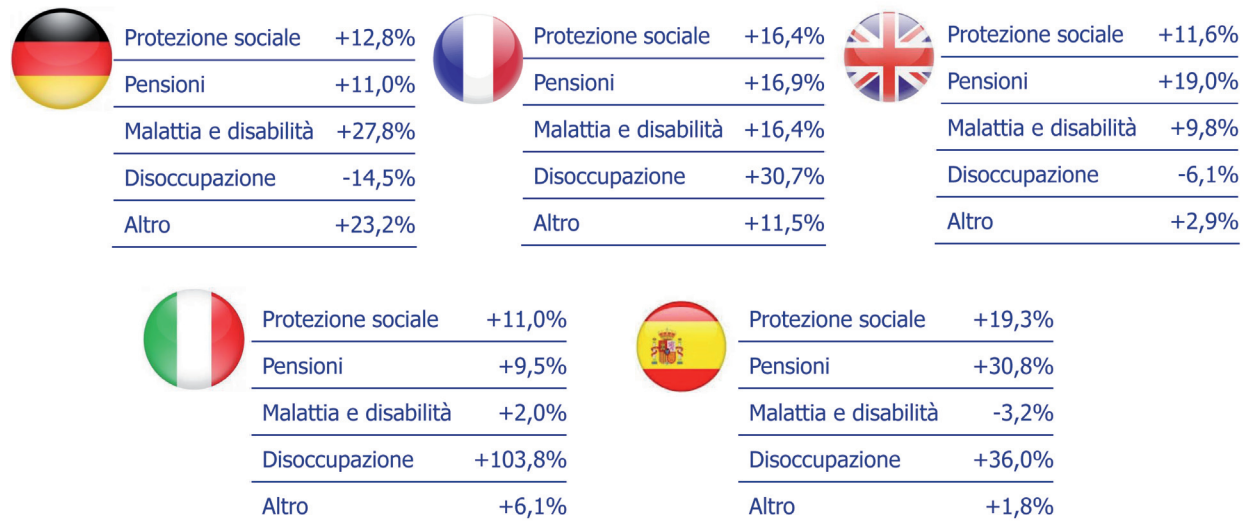 Protezione sociale +12,8%
Pensioni +11,0%
Malattia e disabilità +27,8%
Disoccupazione -14,5%
Altro +23,2%
Protezione sociale +16,4%
Pensioni +16,9%
Malattia e disabilità +16,4%
Disoccupazione +30,7%
Altro +11,5%
Protezione sociale +11,6%
Pensioni +19,0%
Malattia e disabilità +9,8%
Disoccupazione -6,1%
Altro +2,9%
Protezione sociale +11,0%
Pensioni +9,5%
Malattia e disabilità +2,0%
Disoccupazione +103,8%
Altro +6,1%
Protezione sociale +19,3%
Pensioni +30,8%
Malattia e disabilità -3,2%
Disoccupazione +36,0%
Altro +1,8%